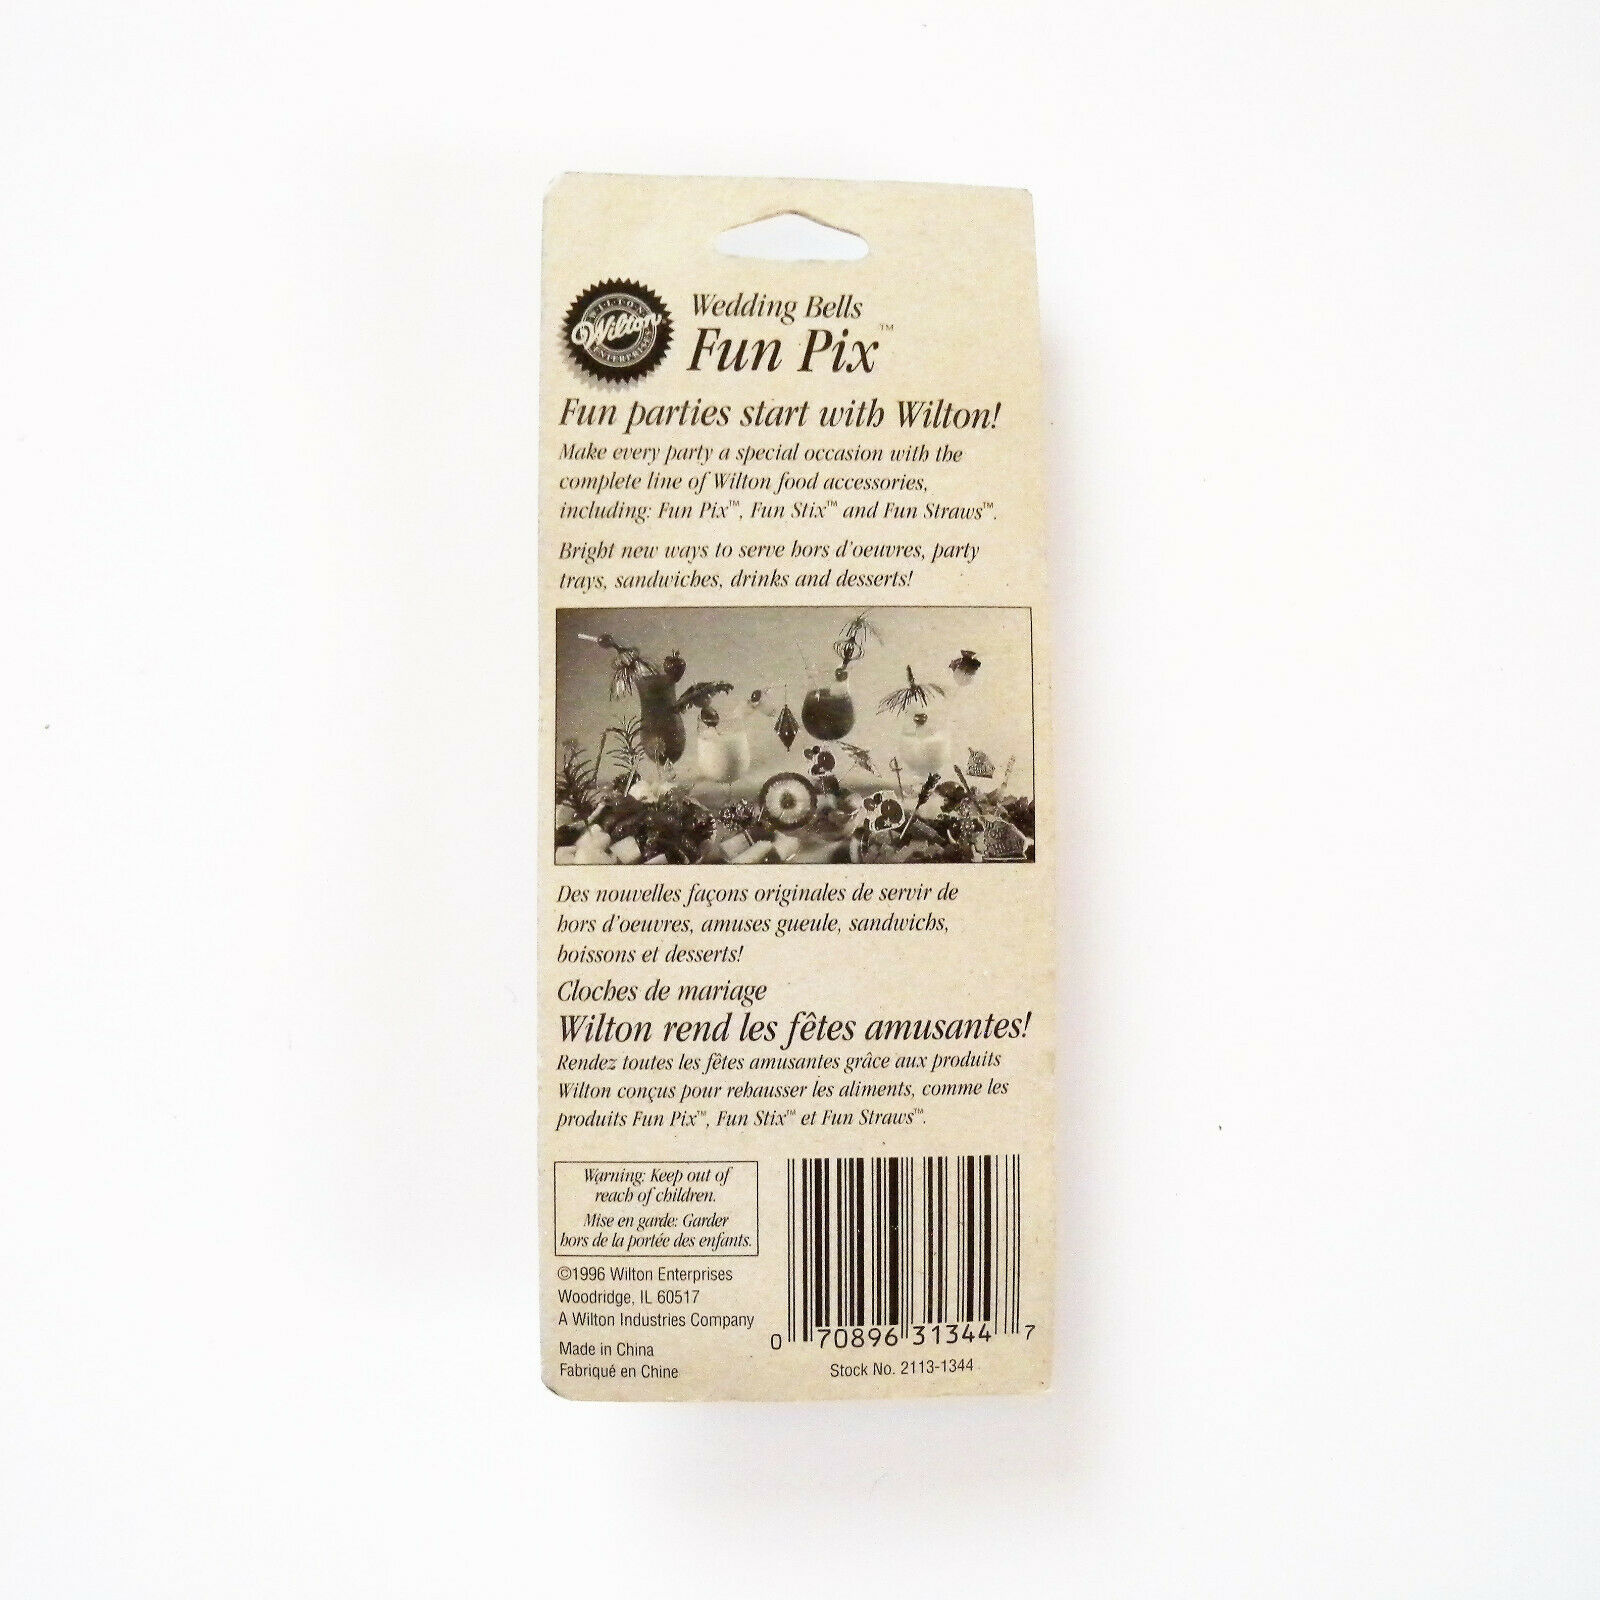 WILTON
Wilton
ENTERPRISES
Wedding Bells
Fun Pix™
Fun parties start with Wilton!
Make every party a special occasion with the
complete line of Wilton food accessories,
including: Fun Pix™, Fun Stix™ and Fun Straws™.
Bright new ways to serve hors d'oeuvres, party
trays, sandwiches, drinks and desserts!
Des nouvelles façons originales de servir de
hors d'oeuvres, amuses gueule, sandwichs,
boissons et desserts!
Cloches de mariage
Wilton rend les fêtes amusantes!
Rendez toutes les fêtes amusantes grâce aux produits
Wilton conçus pour rehausser les aliments, comme les
produits Fun Pix™, Fun Stix™ et Fun Straws™.
Warning: Keep out of
reach of children.
Mise en garde: Garder
hors de la portée des enfants.
©1996 Wilton Enterprises
Woodridge, IL 60517
A Wilton Industries Company
Made in China
Fabriqué en Chine
0 70896 31344 7
Stock No. 2113-1344